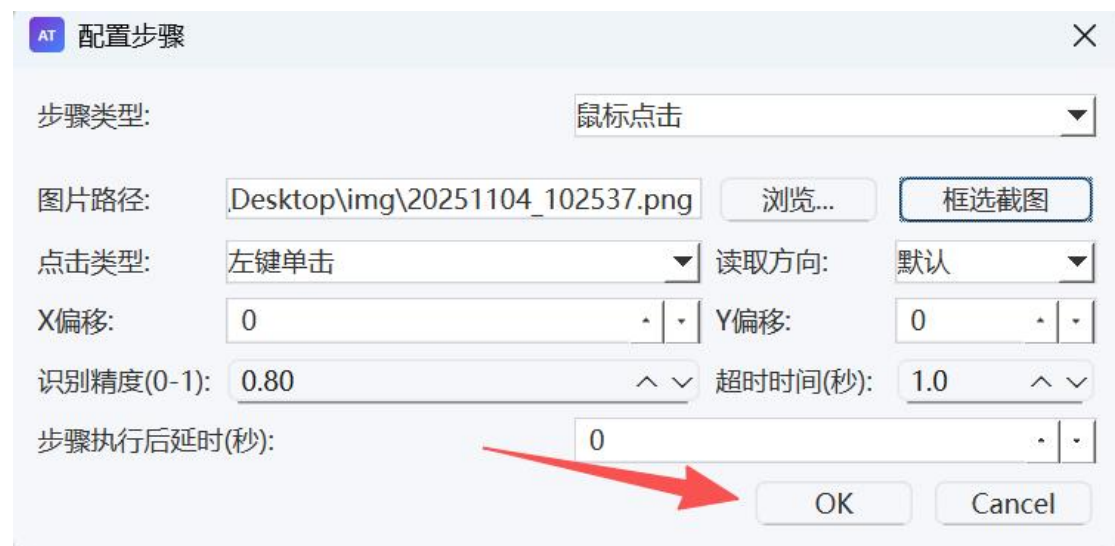 AT 配置步骤
步骤类型: 鼠标点击
图片路径: Desktop\img\20251104_102537.png 浏览... 框选截图
点击类型: 左键单击 读取方向: 默认
X偏移: 0 Y偏移: 0
识别精度(0-1): 0.80 超时时间(秒): 1.0
步骤执行后延时(秒): 0
OK Cancel